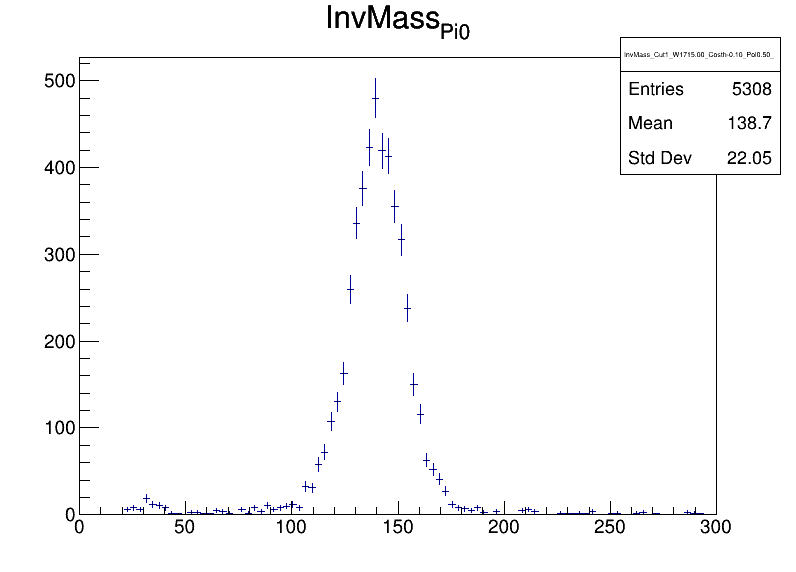 InvMassPi0
InvMass_Cut1_W1715.00_Costh-0.10_Pol0.50_
Entries 5308
Mean 138.7
Std Dev 22.05
500
400
300
200
100
0
0 50 100 150 200 250 300